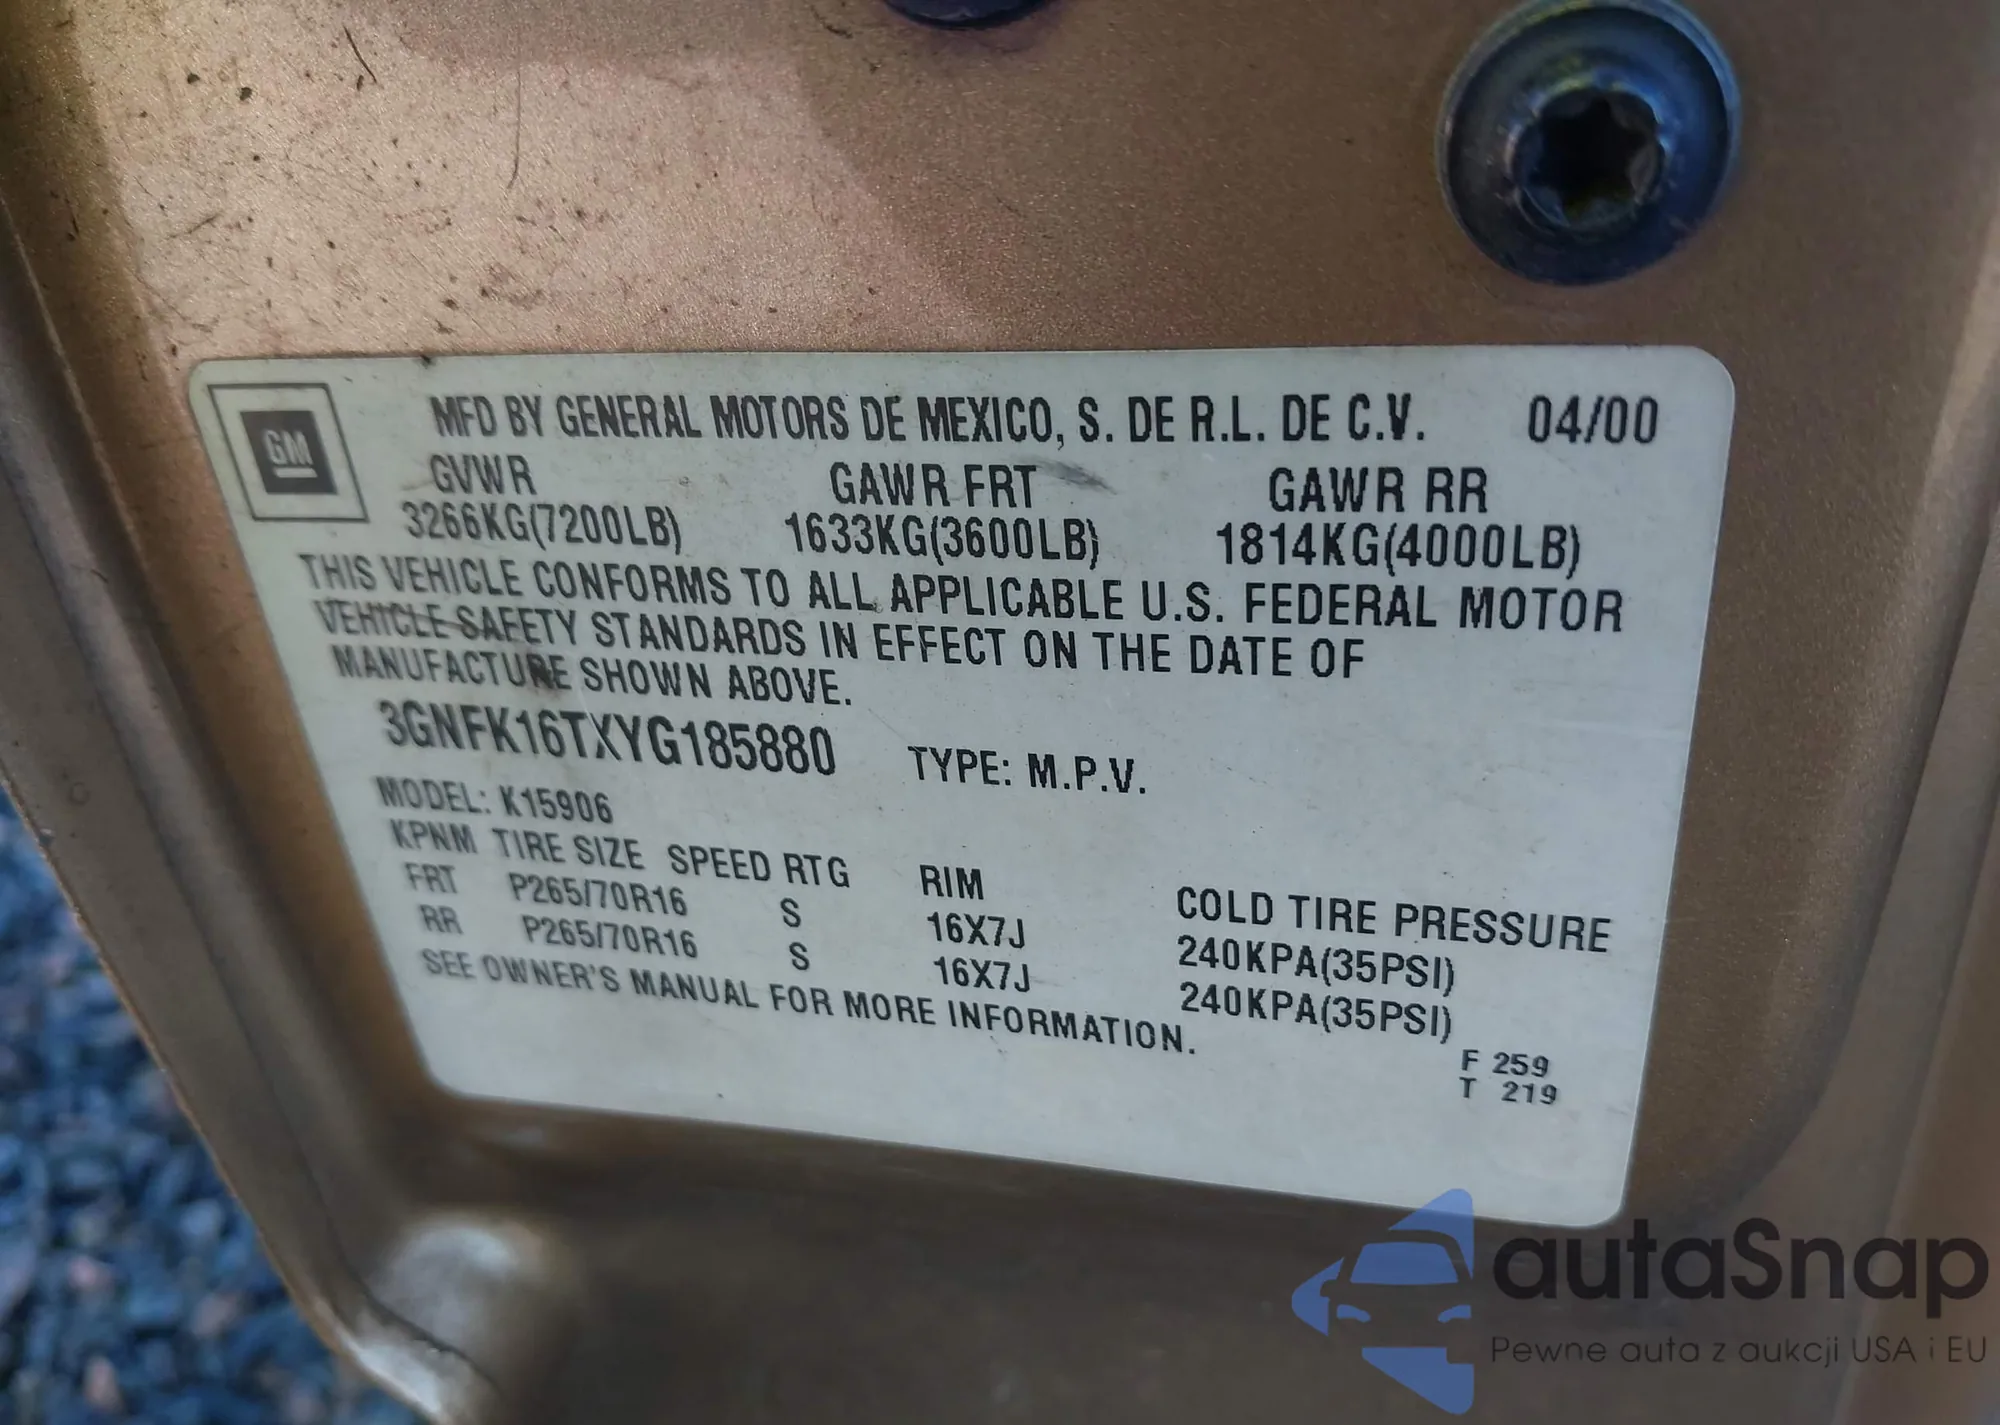 GM
MFD BY GENERAL MOTORS DE MEXICO, S. DE R.L. DE C.V. 04/00
GVWR GAWR FRT GAWR RR
3266KG(7200LB) 1633KG(3600LB) 1814KG(4000LB)
THIS VEHICLE CONFORMS TO ALL APPLICABLE U.S. FEDERAL MOTOR
VEHICLE SAFETY STANDARDS IN EFFECT ON THE DATE OF
MANUFACTURE SHOWN ABOVE.
3GNFK16TXYG185880 TYPE: M.P.V.
MODEL: K15906
KPNM TIRE SIZE SPEED RTG RIM COLD TIRE PRESSURE
FRT P265/70R16 S 16X7J 240KPA(35PSI)
RR P265/70R16 S 16X7J 240KPA(35PSI)
SEE OWNER'S MANUAL FOR MORE INFORMATION.
F 259
T 219
autaSnap
Pewne auta z aukcji USA i EU